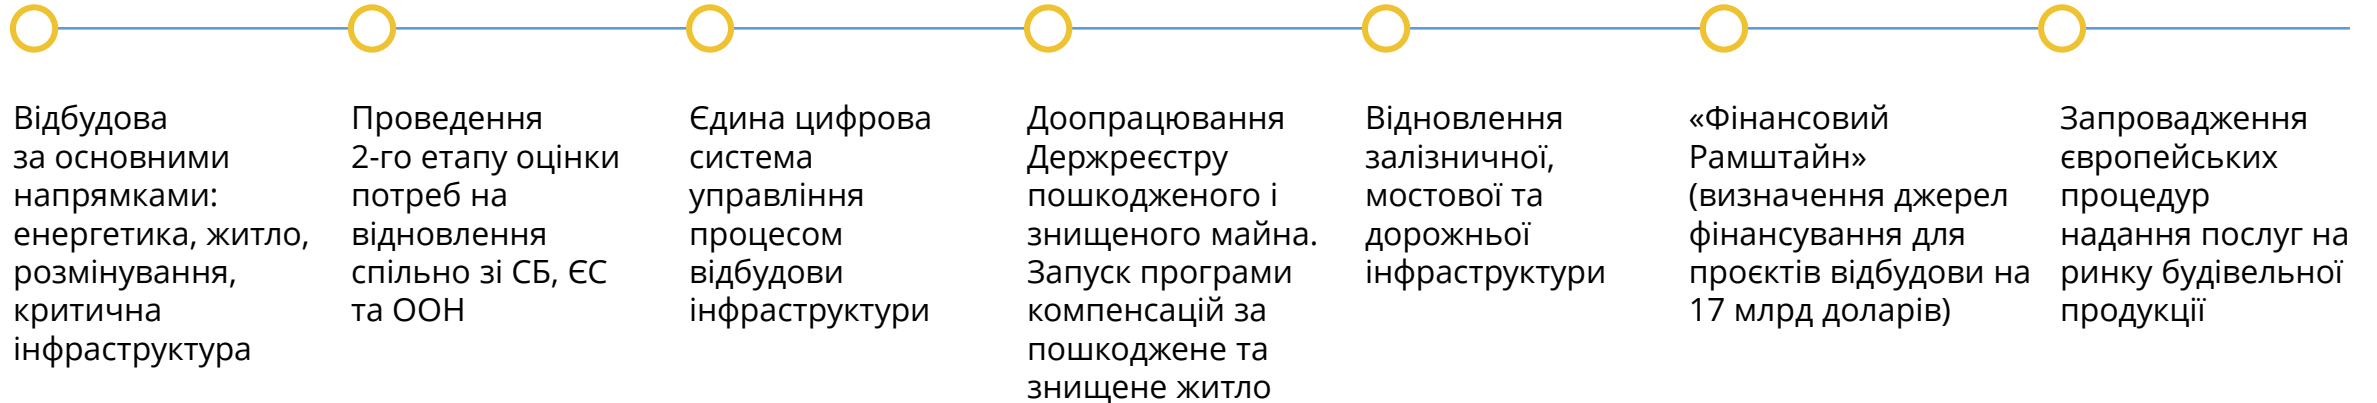 Відбудова
за основними
напрямками:
енергетика, житло,
розмінування,
критична
інфраструктура
Проведення
2-го етапу оцінки
потреб на
відновлення
спільно зі СБ, ЄС
та ООН
Єдина цифрова
система
управління
процесом
відбудови
інфраструктури
Доопрацювання
Держреєстру
пошкодженого і
знищеного майна.
Запуск програми
компенсацій за
пошкоджене та
знищене житло
Відновлення
залізничної,
мостової та
дорожньої
інфраструктури
«Фінансовий
Рамштайн»
(визначення джерел
фінансування для
проєктів відбудови на
17 млрд доларів)
Запровадження
європейських
процедур
надання послуг на
ринку будівельної
продукції